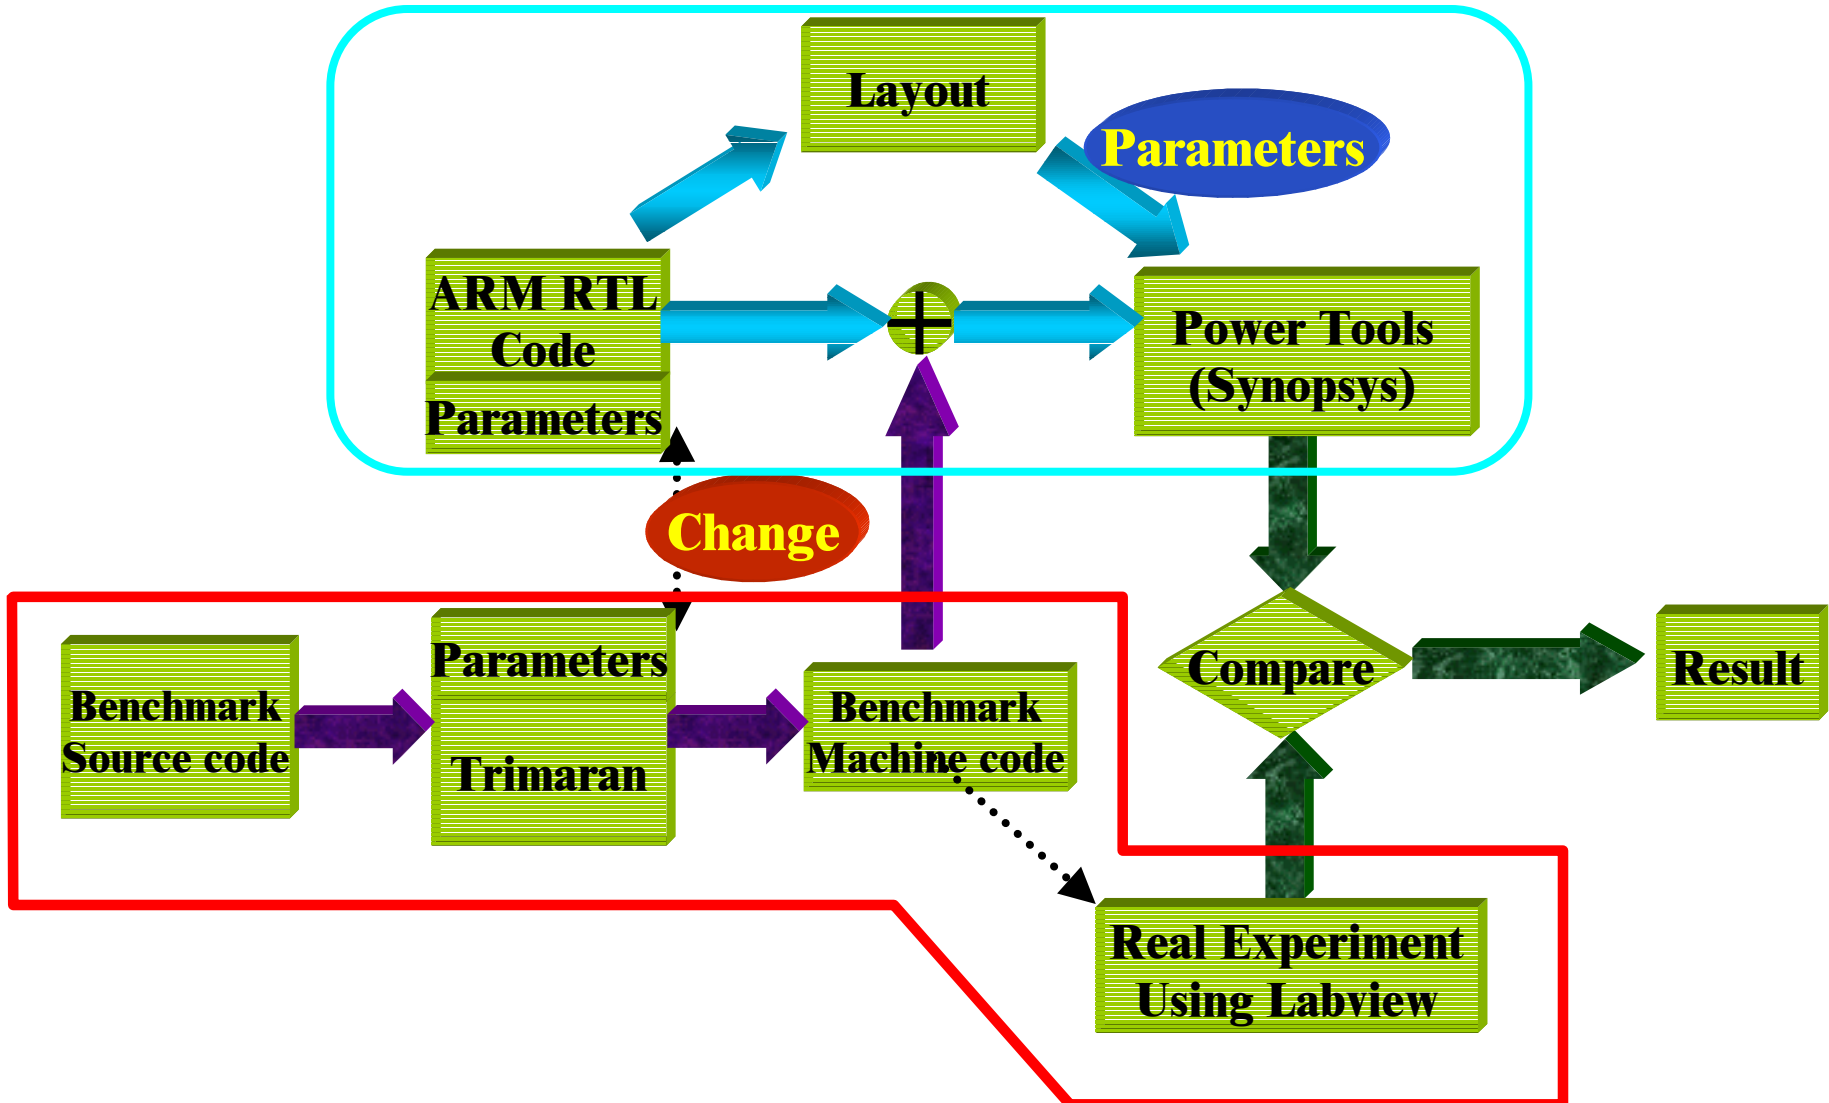 Layout
Parameters
ARM RTL
Code
Parameters
Power Tools
(Synopsys)
Change
Benchmark
Source code
Parameters
Trimaran
Benchmark
Machine code
Compare
Result
Real Experiment
Using Labview